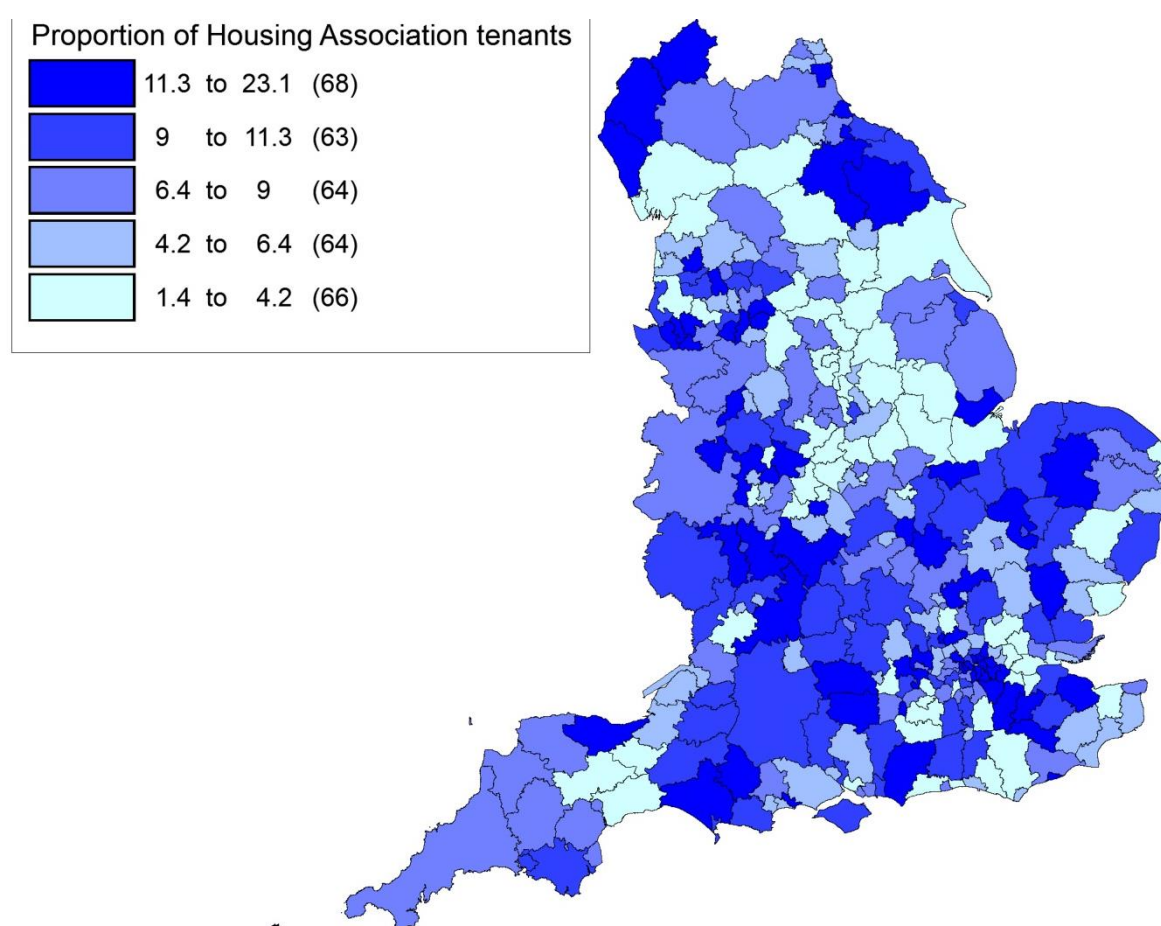 Proportion of Housing Association tenants
11.3 to 23.1 (68)
9 to 11.3 (63)
6.4 to 9 (64)
4.2 to 6.4 (64)
1.4 to 4.2 (66)